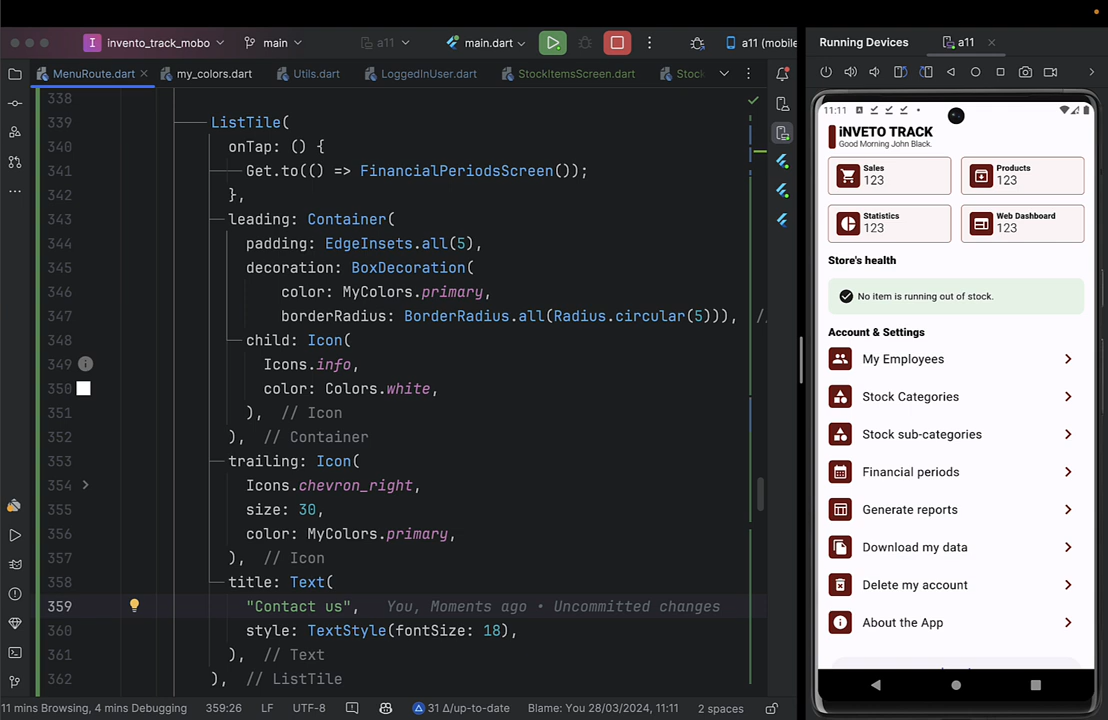 invento_track_mobo
main
a11
main.dart
a11 (mobile
Running Devices
a11
MenuRoute.dart
my_colors.dart
Utils.dart
LoggedInUser.dart
StockItemsScreen.dart
Stock
338
339 ListTile(
340 onTap: () {
341 Get.to(() => FinancialPeriodsScreen());
342 },
343 leading: Container(
344 padding: EdgeInsets.all(5),
345 decoration: BoxDecoration(
346 color: MyColors.primary,
347 borderRadius: BorderRadius.all(Radius.circular(5))), //
348 child: Icon(
349 Icons.info,
350 color: Colors.white,
351 ), // Icon
352 ), // Container
353 trailing: Icon(
354 Icons.chevron_right,
355 size: 30,
356 color: MyColors.primary,
357 ), // Icon
358 title: Text(
359 "Contact us", You, Moments ago • Uncommitted changes
360 style: TextStyle(fontSize: 18),
361 ), // Text
362 ), // ListTile
11 mins Browsing, 4 mins Debugging
359:26
LF
UTF-8
31 Δ/up-to-date
Blame: You 28/03/2024, 11:11
2 spaces
11:11
iNVETO TRACK
Good Morning John Black.
Sales
123
Products
123
Statistics
123
Web Dashboard
123
Store's health
No item is running out of stock.
Account & Settings
My Employees
Stock Categories
Stock sub-categories
Financial periods
Generate reports
Download my data
Delete my account
About the App